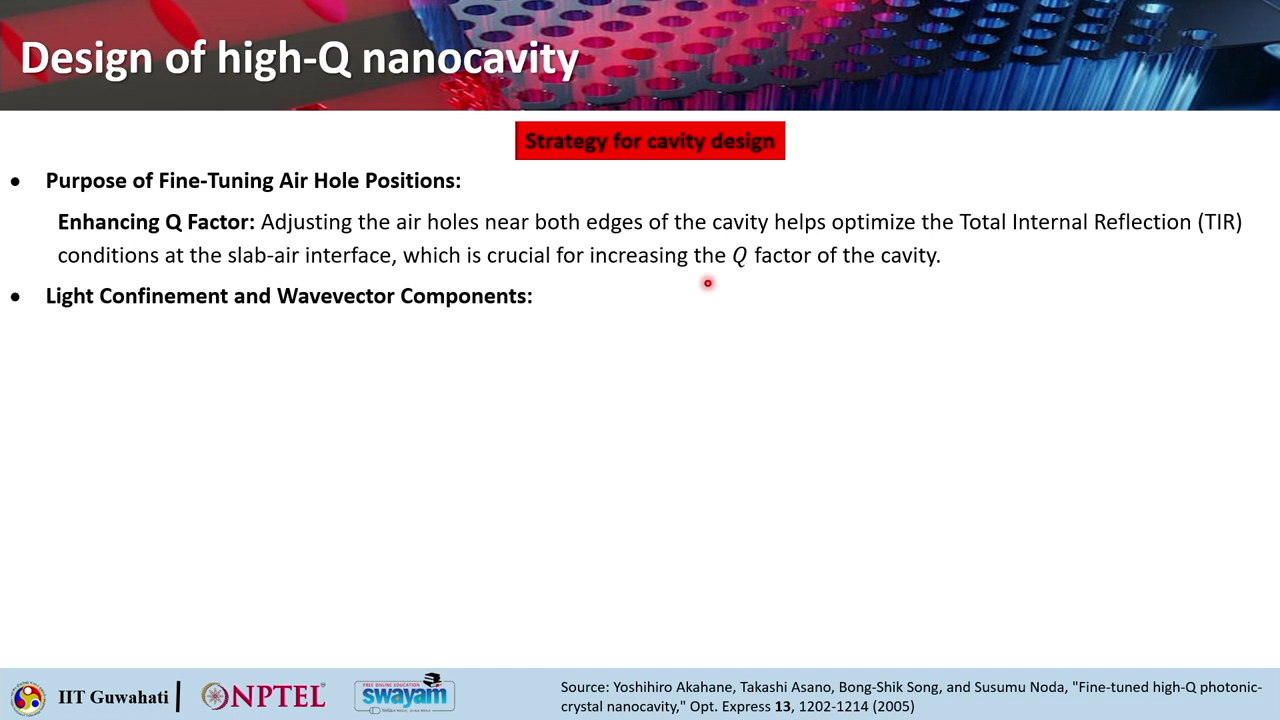 Design of high-Q nanocavity
Strategy for cavity design
• Purpose of Fine-Tuning Air Hole Positions:
Enhancing Q Factor: Adjusting the air holes near both edges of the cavity helps optimize the Total Internal Reflection (TIR)
conditions at the slab-air interface, which is crucial for increasing the Q factor of the cavity.
• Light Confinement and Wavevector Components:
IIT Guwahati
NPTEL
FREE ONLINE EDUCATION
swayam
Source: Yoshihiro Akahane, Takashi Asano, Bong-Shik Song, and Susumu Noda, "Fine-tuned high-Q photonic-
crystal nanocavity," Opt. Express 13, 1202-1214 (2005)